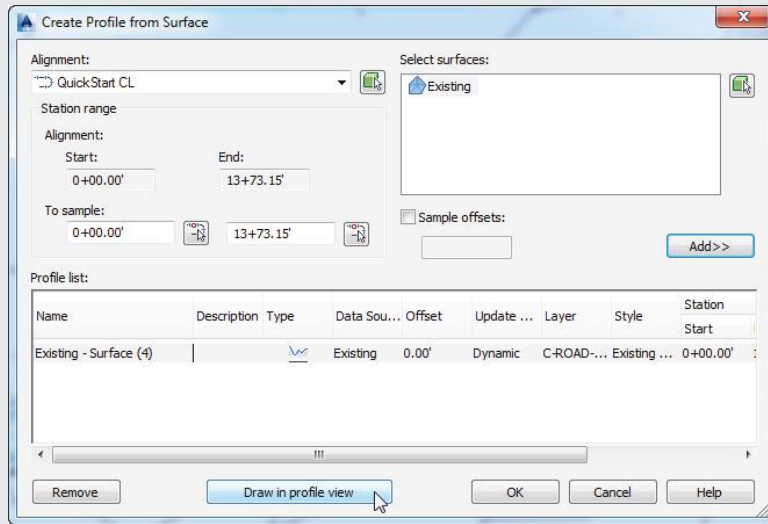 Create Profile from Surface
Alignment:
QuickStart CL
Select surfaces:
Existing
Station range
Alignment:
Start: End:
0+00.00' 13+73.15'
To sample:
0+00.00' 13+73.15'
Sample offsets:
Add>>
Profile list:
Name Description Type Data Sou... Offset Update ... Layer Style Station
Start
Existing - Surface (4) Existing 0.00' Dynamic C-ROAD-... Existing ... 0+00.00'
Remove Draw in profile view OK Cancel Help